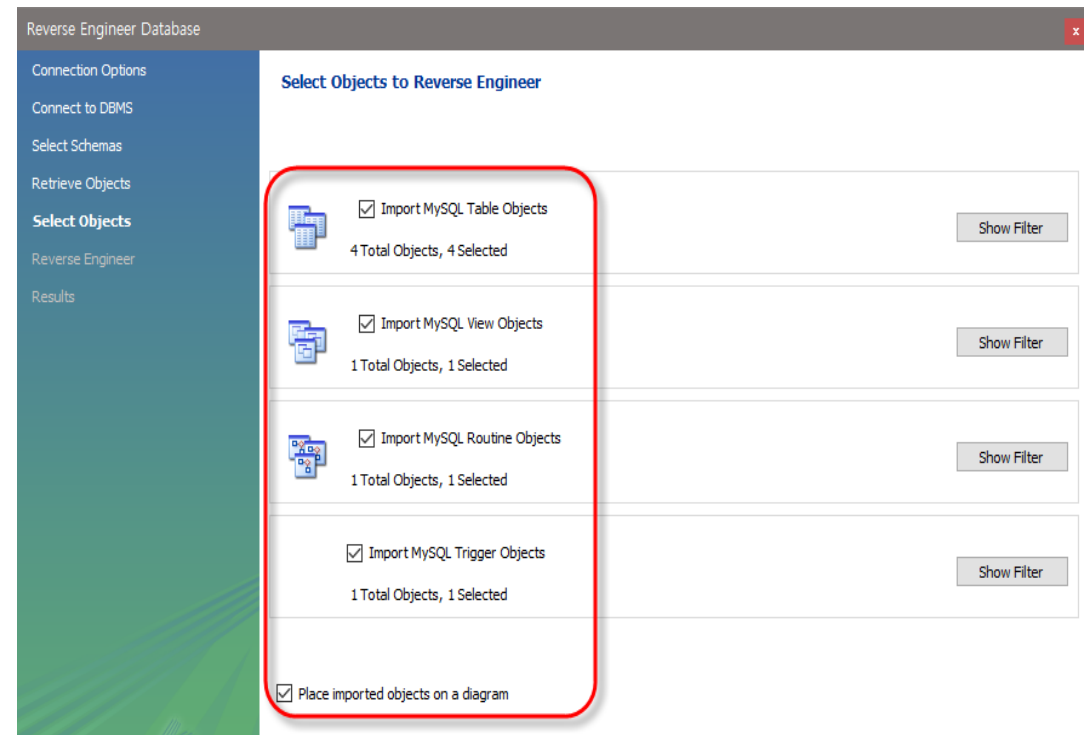 Reverse Engineer Database
x
Connection Options
Connect to DBMS
Select Schemas
Retrieve Objects
Select Objects
Reverse Engineer
Results
Select Objects to Reverse Engineer
Import MySQL Table Objects
4 Total Objects, 4 Selected
Show Filter
Import MySQL View Objects
1 Total Objects, 1 Selected
Show Filter
Import MySQL Routine Objects
1 Total Objects, 1 Selected
Show Filter
Import MySQL Trigger Objects
1 Total Objects, 1 Selected
Show Filter
Place imported objects on a diagram